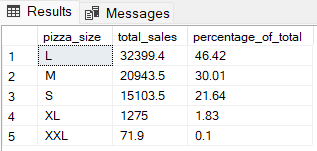 Results Messages
pizza_size total_sales percentage_of_total
1 L 32399.4 46.42
2 M 20943.5 30.01
3 S 15103.5 21.64
4 XL 1275 1.83
5 XXL 71.9 0.1